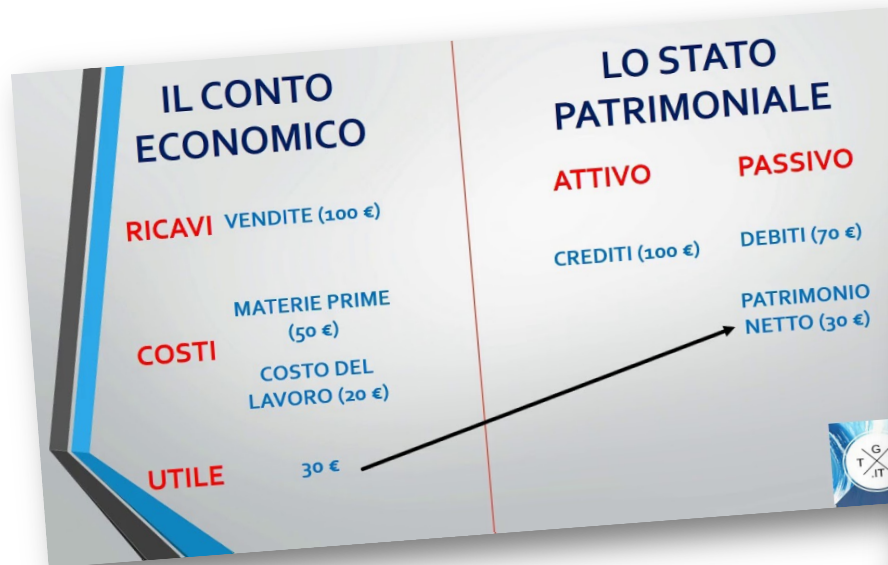 IL CONTO
ECONOMICO
RICAVI VENDITE (100 €)
COSTI
MATERIE PRIME
(50 €)
COSTO DEL
LAVORO (20 €)
UTILE 30 €
LO STATO
PATRIMONIALE
ATTIVO PASSIVO
CREDITI (100 €) DEBITI (70 €)
PATRIMONIO
NETTO (30 €)
T G
.IT